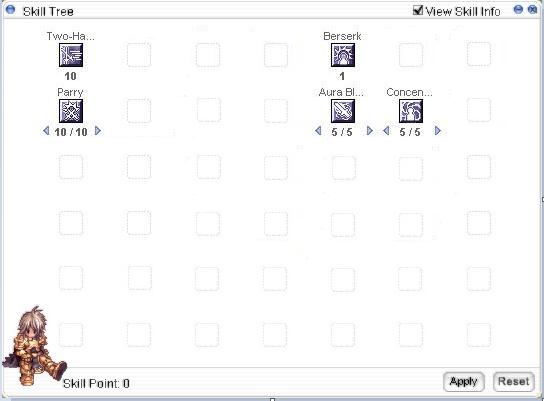 Skill Tree View Skill Info
Two-Ha... Berserk
10 1
Parry Aura Bl... Concen...
10 / 10 5 / 5 5 / 5
Skill Point: 0 Apply Reset